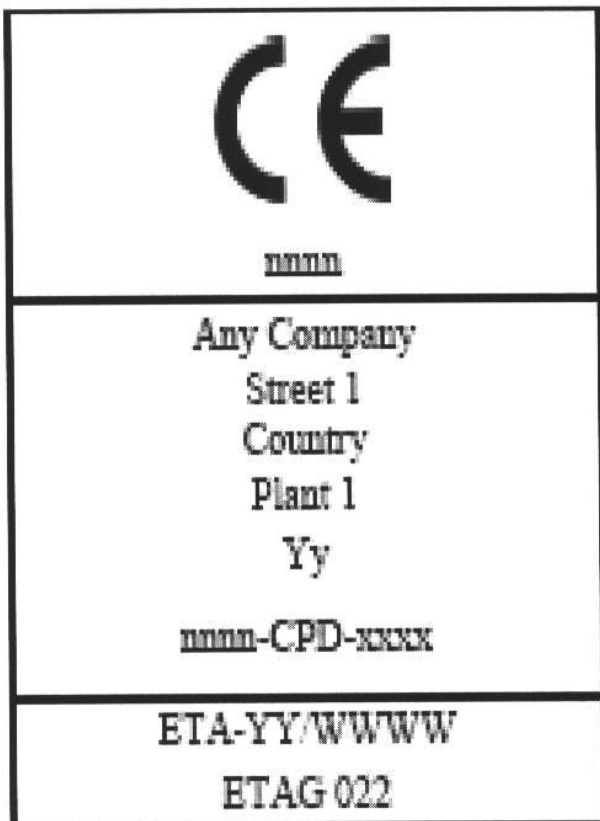 CE
nnnn
Any Company
Street 1
Country
Plant 1
Yy
nnnn-CPD-xxxx
ETA-YY/WWWW
ETAG 022